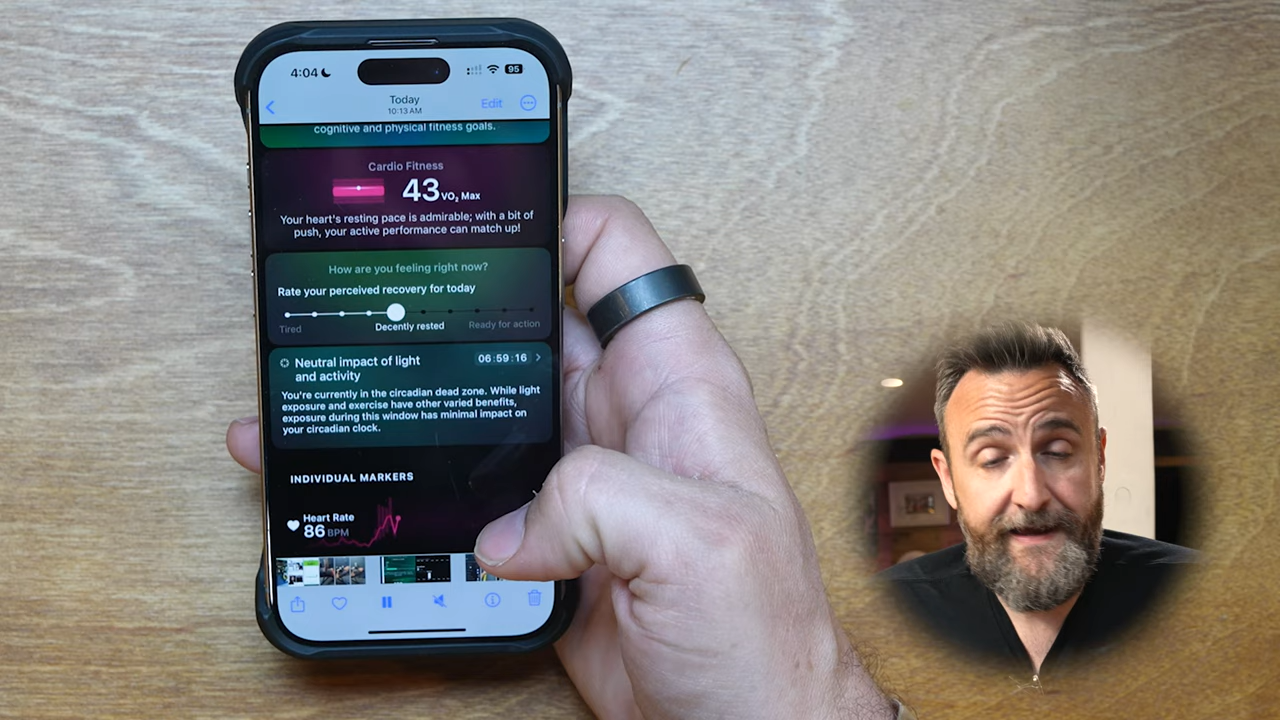 4:04
95
Today
10:13 AM
Edit
cognitive and physical fitness goals.
Cardio Fitness
43 VO₂ Max
Your heart's resting pace is admirable; with a bit of
push, your active performance can match up!
How are you feeling right now?
Rate your perceived recovery for today
Tired
Decently rested
Ready for action
Neutral impact of light
and activity
06:59:16
You're currently in the circadian dead zone. While light
exposure and exercise have other varied benefits,
exposure during this window has minimal impact on
your circadian clock.
INDIVIDUAL MARKERS
Heart Rate
86 BPM